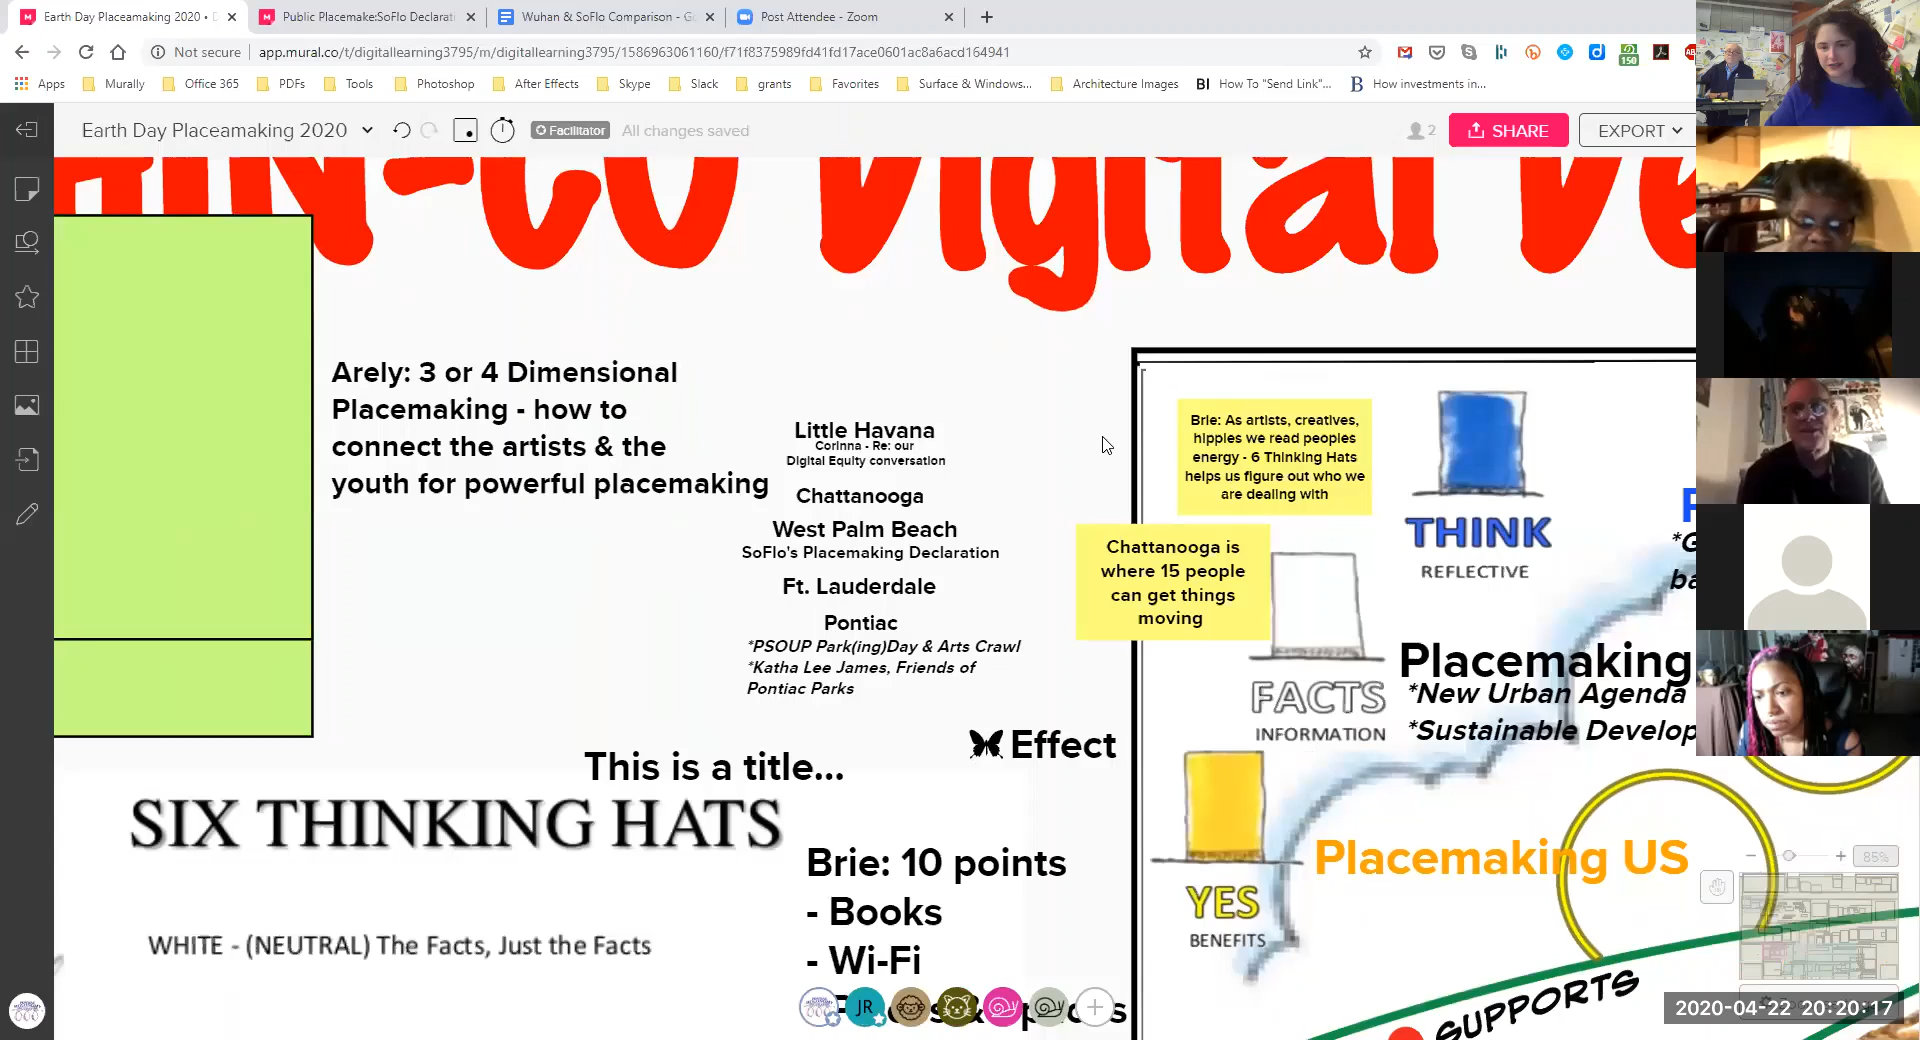 Earth Day Placemaking 2020 •
Public Placemake:SoFlo Declarat
Wuhan & SoFlo Comparison - G
Post Attendee - Zoom
Not secure
app.mural.co/t/digitallearning3795/m/digitallearning3795/1586963061160/f71f8375989fd41fd17ace0601ac8a6acd164941
150
Apps
Murally
Office 365
PDFs
Tools
Photoshop
After Effects
Skype
Slack
grants
Favorites
Surface & Windows...
Architecture Images
BI How To "Send Link"...
B How investments in...
Earth Day Placeamaking 2020
Facilitator
All changes saved
2
SHARE
EXPORT
Digital
Arely: 3 or 4 Dimensional
Placemaking - how to
connect the artists & the
youth for powerful placemaking
Little Havana
Corinna - Re: our
Digital Equity conversation
Chattanooga
West Palm Beach
SoFlo's Placemaking Declaration
Ft. Lauderdale
Pontiac
*PSOUP Park(ing)Day & Arts Crawl
*Katha Lee James, Friends of
Pontiac Parks
Effect
This is a title...
SIX THINKING HATS
WHITE - (NEUTRAL) The Facts, Just the Facts
Brie: 10 points
- Books
- Wi-Fi
JR
Brie: As artists, creatives,
hippies we read peoples
energy - 6 Thinking Hats
helps us figure out who we
are dealing with
Chattanooga is
where 15 people
can get things
moving
THINK
REFLECTIVE
FACTS
INFORMATION
Placemaking
*New Urban Agenda
*Sustainable Develop
YES
BENEFITS
Placemaking US
85%
SUPPORTS
2020-04-22 20:20:17